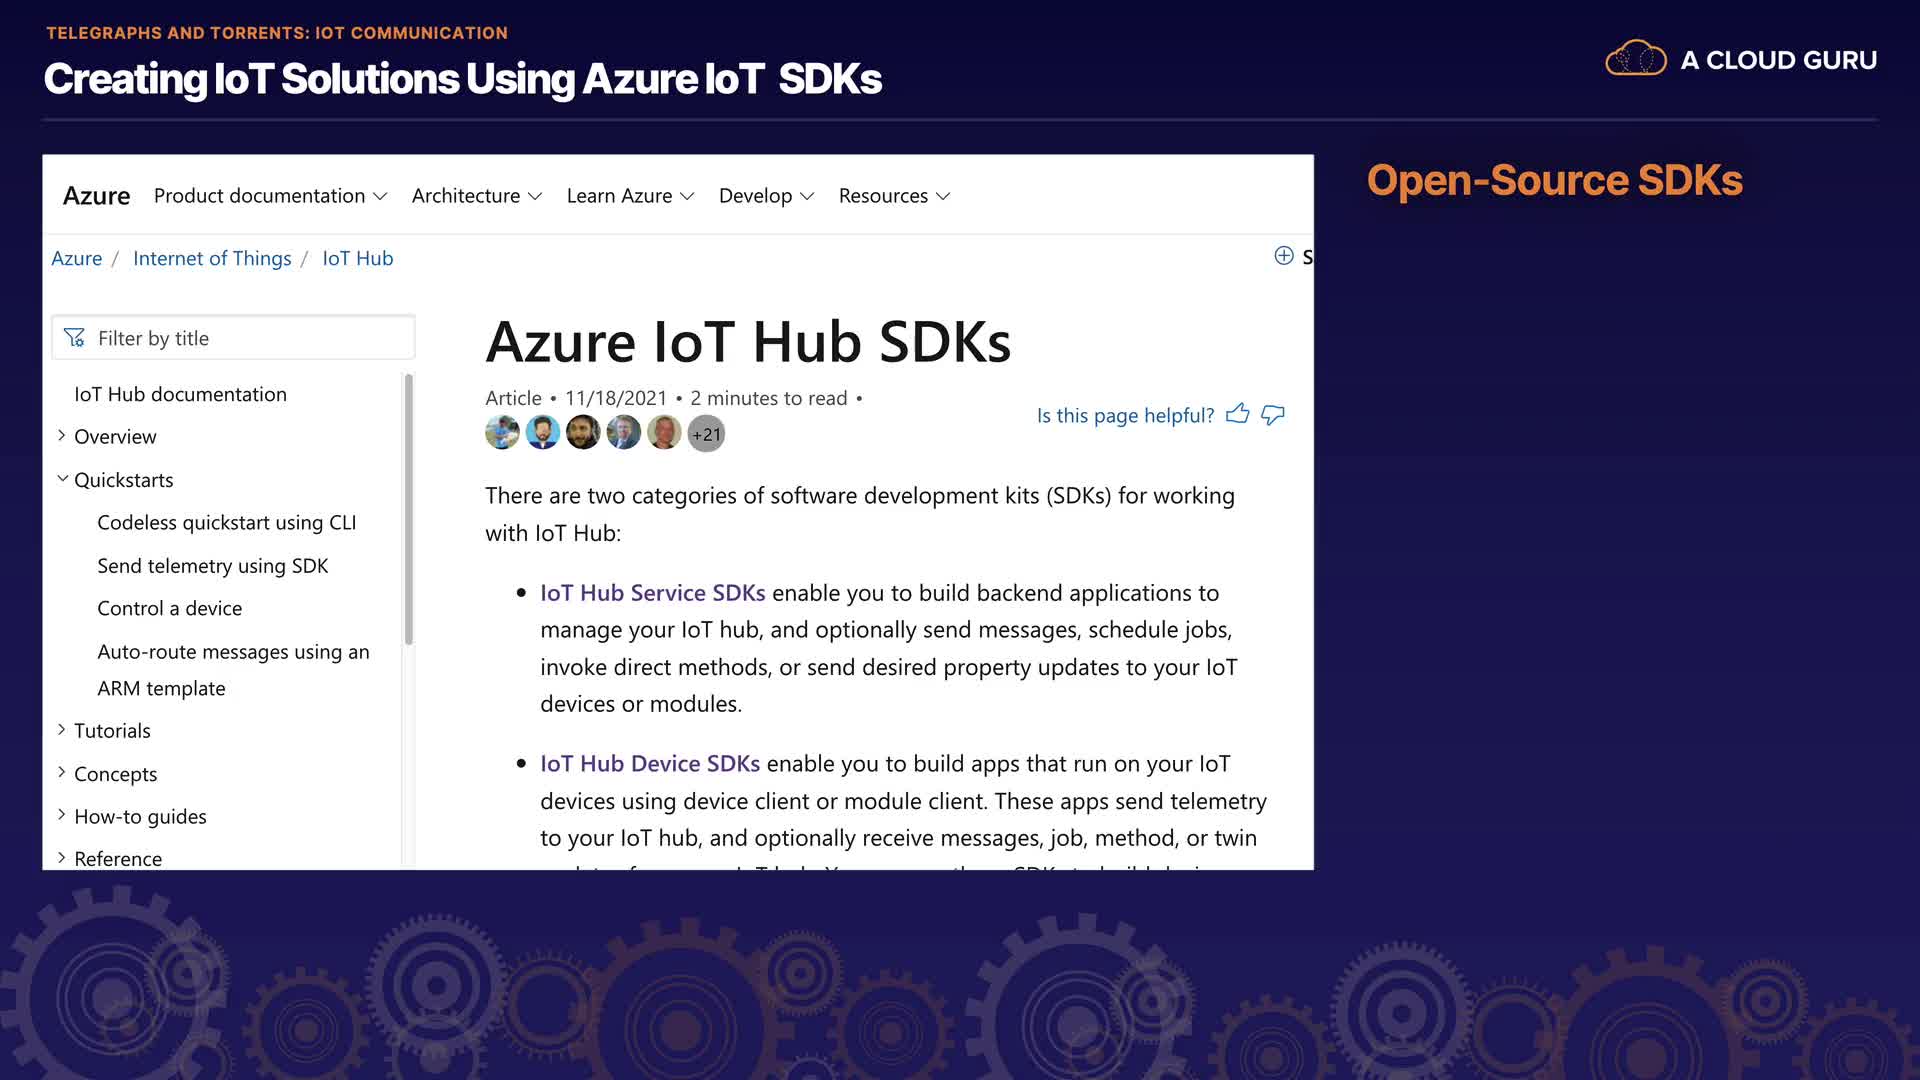 TELEGRAPHS AND TORRENTS: IOT COMMUNICATION
Creating IoT Solutions Using Azure IoT SDKs
A CLOUD GURU
Open-Source SDKs
Azure Product documentation Architecture Learn Azure Develop Resources
Azure / Internet of Things / IoT Hub
S
Filter by title
IoT Hub documentation
Overview
Quickstarts
Codeless quickstart using CLI
Send telemetry using SDK
Control a device
Auto-route messages using an
ARM template
Tutorials
Concepts
How-to guides
Reference
Azure IoT Hub SDKs
Article • 11/18/2021 • 2 minutes to read •
+21
Is this page helpful?
There are two categories of software development kits (SDKs) for working
with IoT Hub:
• IoT Hub Service SDKs enable you to build backend applications to
manage your IoT hub, and optionally send messages, schedule jobs,
invoke direct methods, or send desired property updates to your IoT
devices or modules.
• IoT Hub Device SDKs enable you to build apps that run on your IoT
devices using device client or module client. These apps send telemetry
to your IoT hub, and optionally receive messages, job, method, or twin